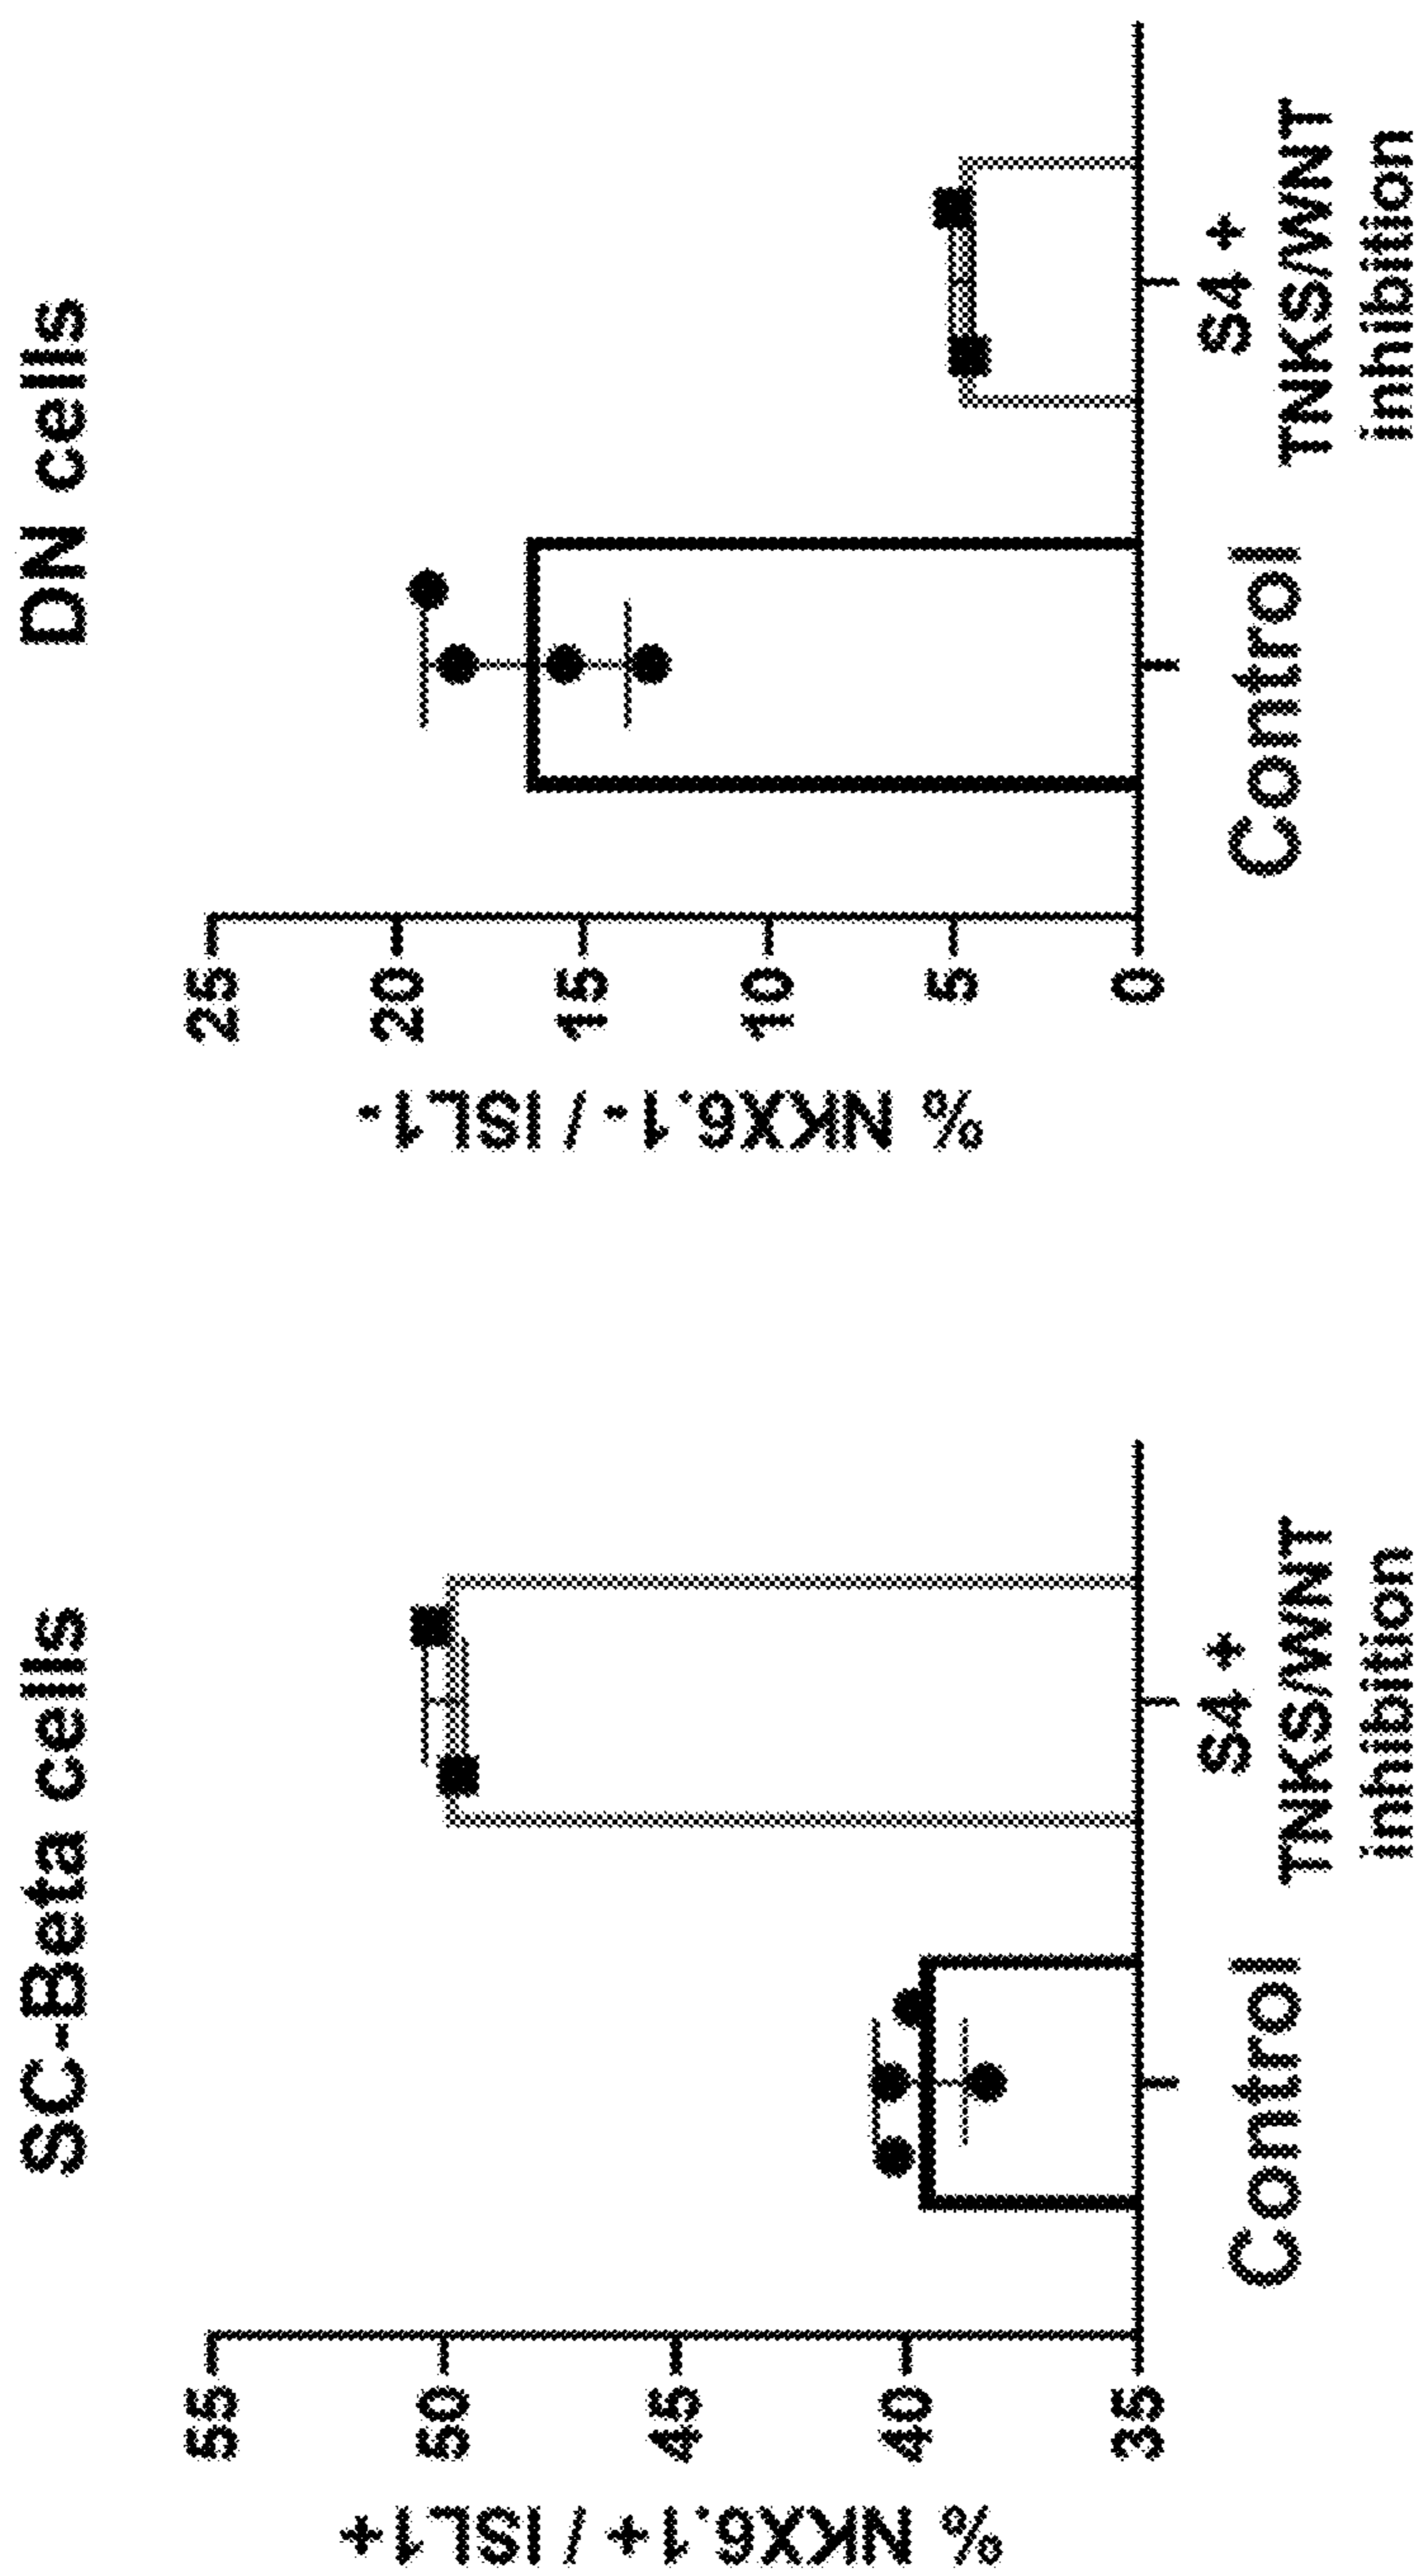 SC-Beta cells
% NKX6.1+ / ISL1+
55
50
45
40
35
Control
S4 +
TNKS/WNT
inhibition
DN cells
% NKX6.1- / ISL1-
25
20
15
10
5
0
Control
S4 +
TNKS/WNT
inhibition